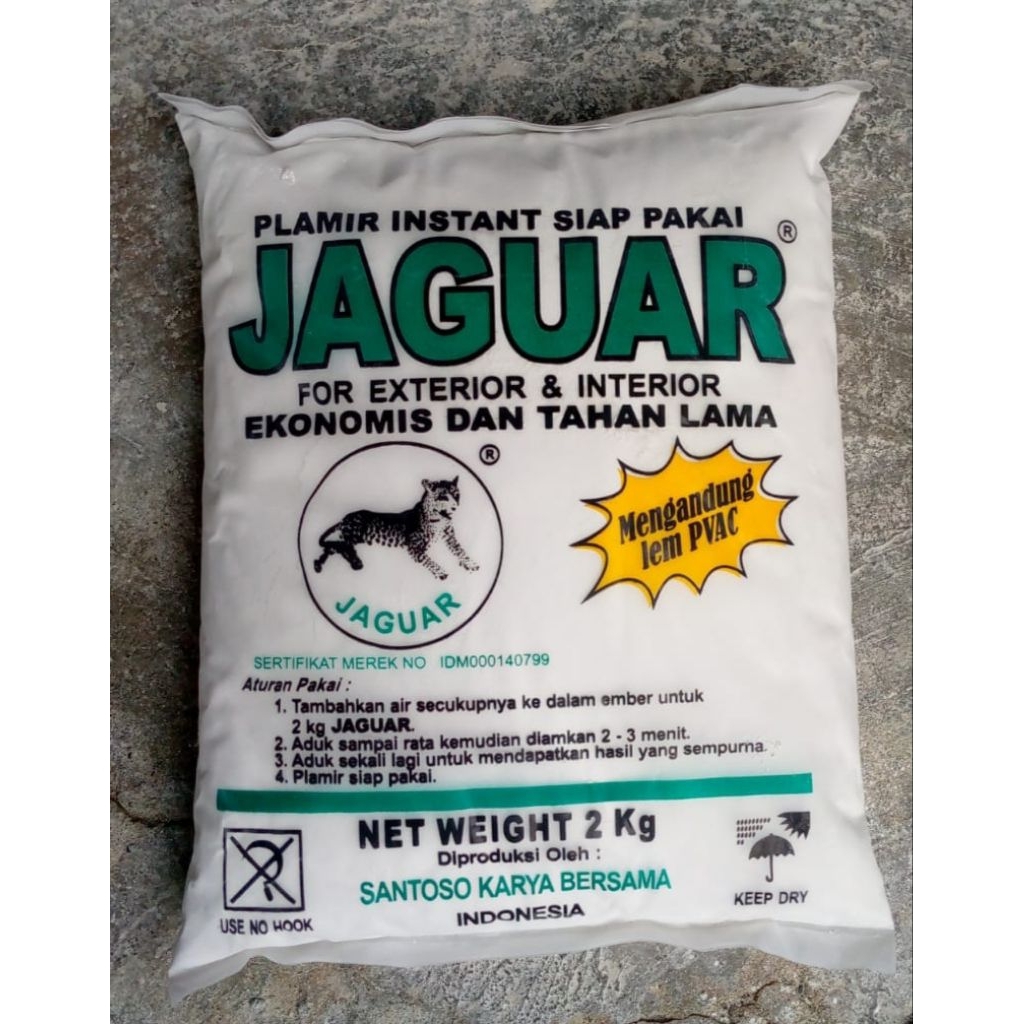 PLAMIR INSTANT SIAP PAKAI
JAGUAR ®
FOR EXTERIOR & INTERIOR
EKONOMIS DAN TAHAN LAMA
®
JAGUAR
Mengandung
lem PVAC
SERTIFIKAT MEREK NO IDM000140799
Aturan Pakai :
1. Tambahkan air secukupnya ke dalam ember untuk
2 kg JAGUAR.
2. Aduk sampai rata kemudian diamkan 2 - 3 menit.
3. Aduk sekali lagi untuk mendapatkan hasil yang sempurna.
4. Plamir siap pakai.
NET WEIGHT 2 Kg
Diproduksi Oleh :
SANTOSO KARYA BERSAMA
INDONESIA
USE NO HOOK
KEEP DRY